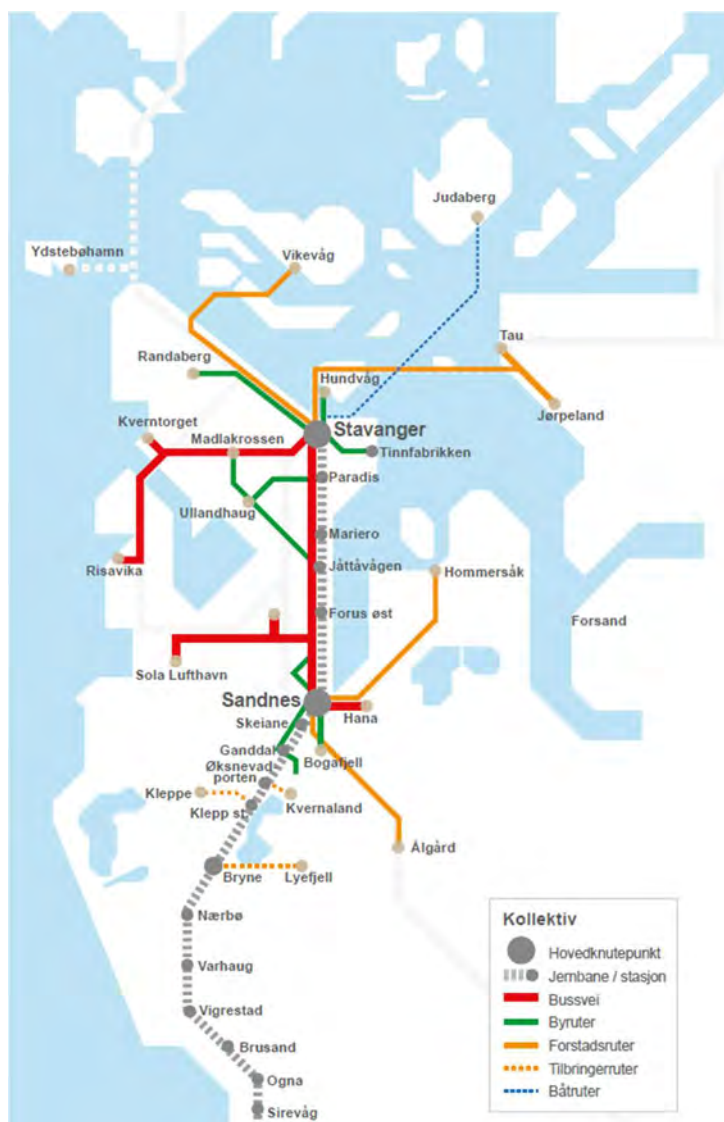 Judaberg
Ydstebøhamn
Vikevåg
Tau
Randaberg
Hundvåg
Jørpeland
Kverntorget
Madlakrossen
Stavanger
Tinnfabrikken
Paradis
Ullandhaug
Mariero
Risavika
Jåttåvågen
Hommersåk
Forus øst
Forsand
Sola Lufthavn
Sandnes
Hana
Skeiane
Ganddal
Bogafjell
Øksnevad
porten
Kleppe
Kvernaland
Klepp st.
Ålgård
Bryne
Lyefjell
Nærbø
Varhaug
Vigrestad
Brusand
Ogna
Sirevåg
Kollektiv
Hovedknutepunkt
Jernbane / stasjon
Bussvei
Byruter
Forstadsruter
Tilbringerruter
Båtruter